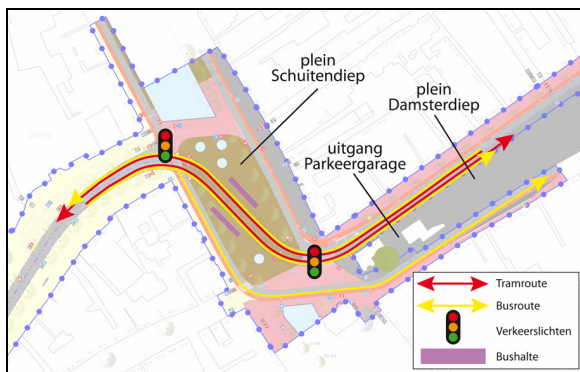 plein
Schuitendiep
plein
Damsterdiep
uitgang
Parkeergarage
Tramroute
Busroute
Verkeerslichten
Bushalte